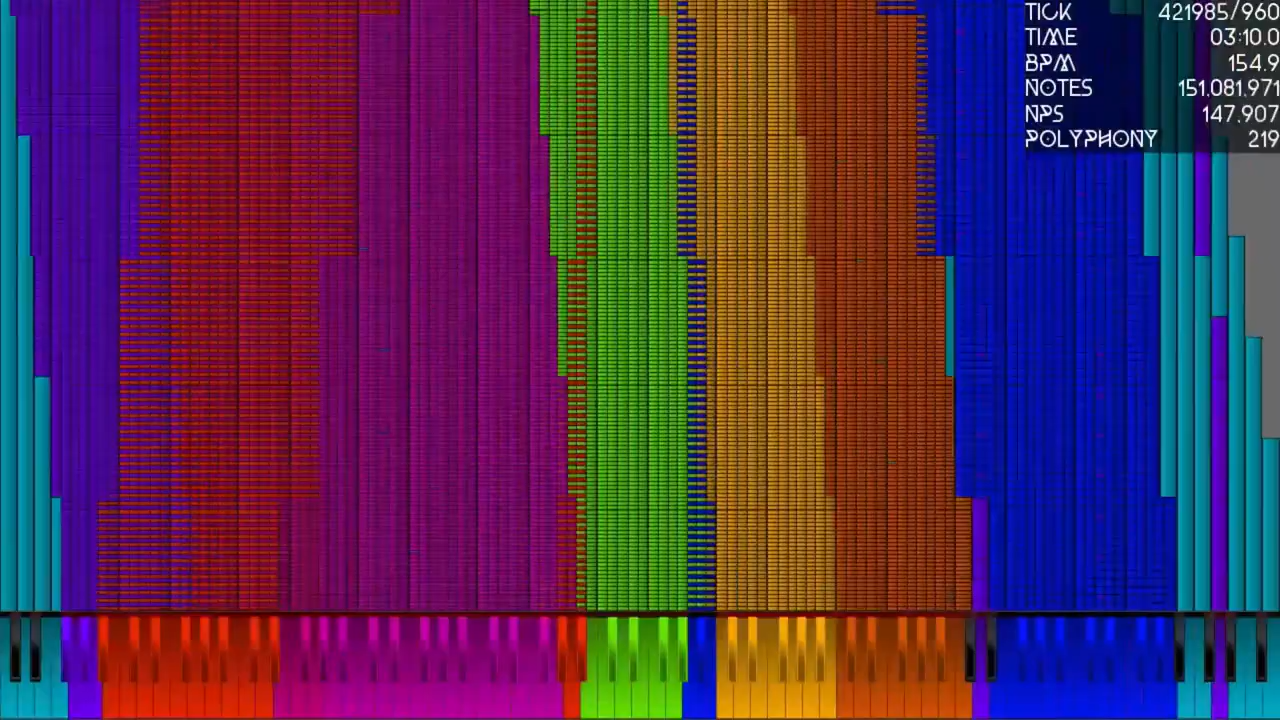 TICK 421985/960
TIME 03:10.0
BPM 154.9
NOTES 151.081.971
NPS 147.907
POLYPHONY 219